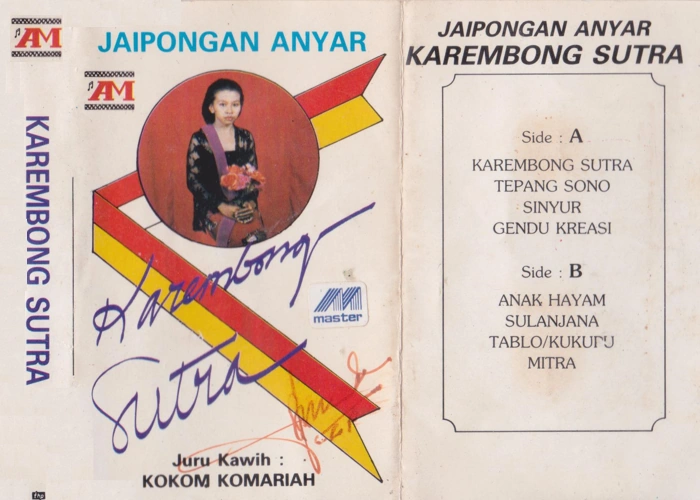 AM
KAREMBONG SUTRA
JAIPONGAN ANYAR
AM
Karembong
Sutra
master
Juru Kawih :
KOKOM KOMARIAH
JAIPONGAN ANYAR
KAREMBONG SUTRA
Side : A
KAREMBONG SUTRA
TEPANG SONO
SINYUR
GENDU KREASI
Side : B
ANAK HAYAM
SULANJANA
TABLO/KUKUPU
MITRA